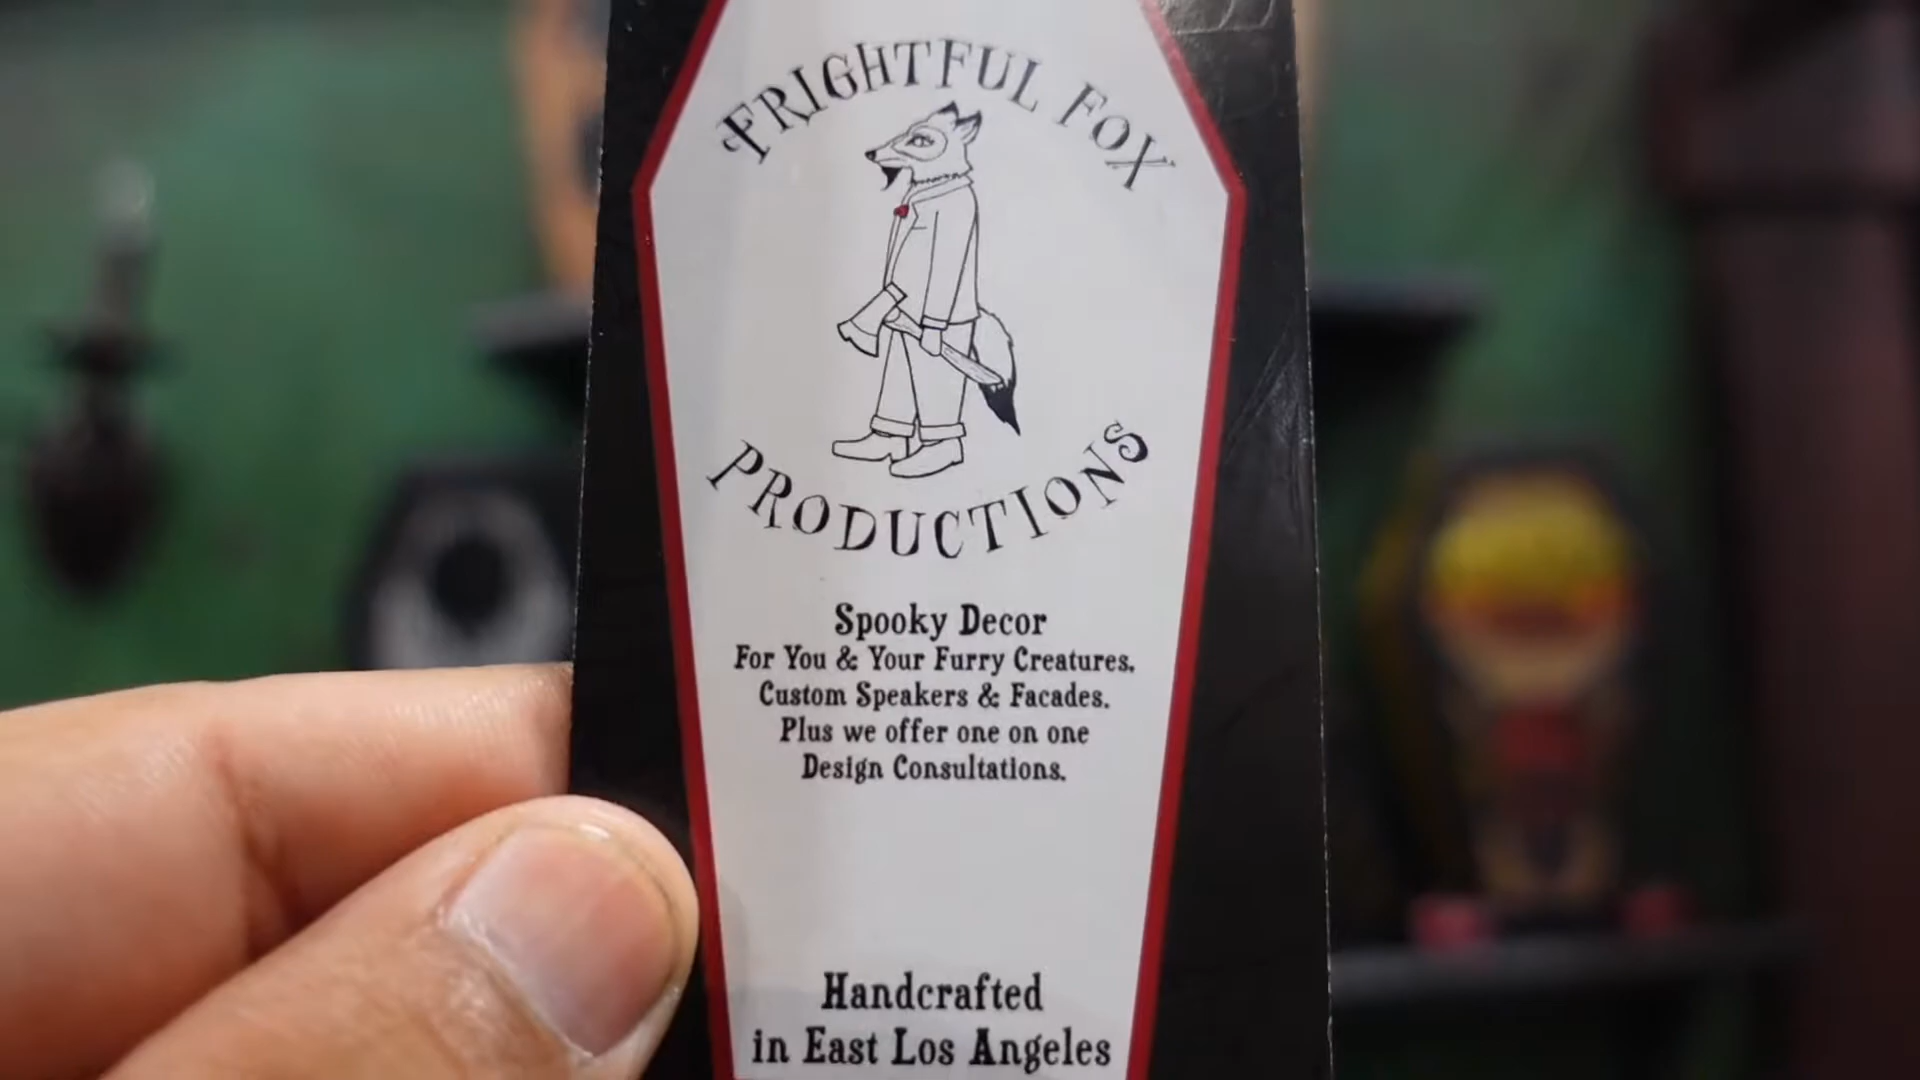 FRIGHTFUL FOX
PRODUCTIONS
Spooky Decor
For You & Your Furry Creatures.
Custom Speakers & Facades.
Plus we offer one on one
Design Consultations.
Handcrafted
in East Los Angeles